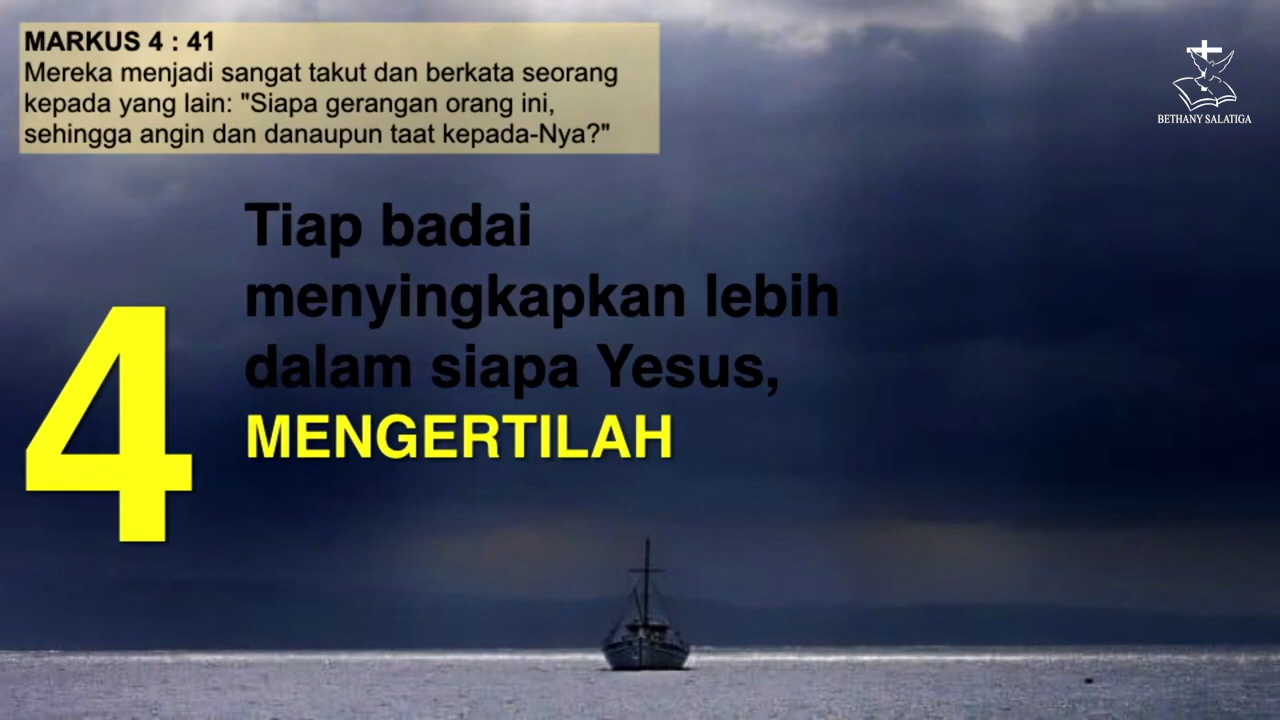 MARKUS 4 : 41
Mereka menjadi sangat takut dan berkata seorang
kepada yang lain: "Siapa gerangan orang ini,
sehingga angin dan danaupun taat kepada-Nya?"
BETHANY SALATIGA
4
Tiap badai
menyingkapkan lebih
dalam siapa Yesus,
MENGERTILAH